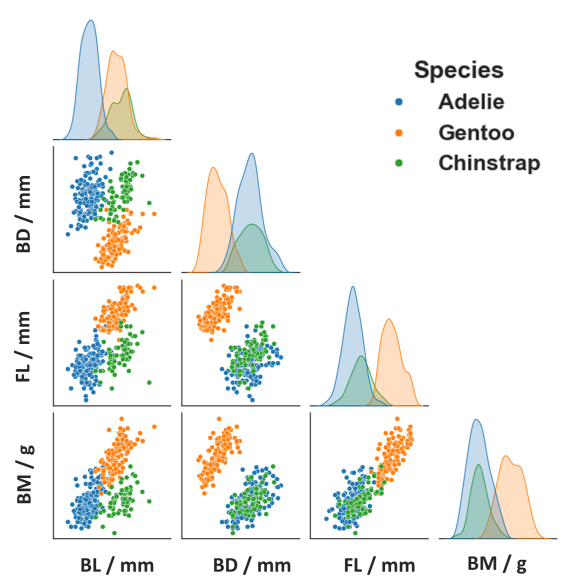 Species
Adelie
Gentoo
Chinstrap
BD / mm
FL / mm
BM / g
BL / mm
BD / mm
FL / mm
BM / g